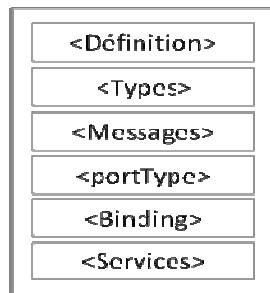 <Définition>
<Types>
<Messages>
<portType>
<Binding>
<Services>